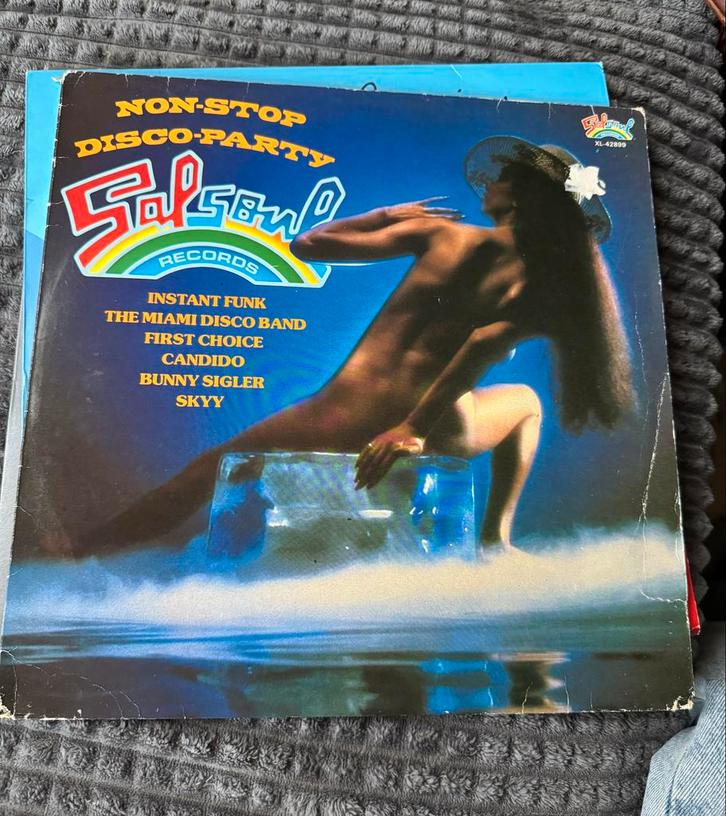 NON-STOP
DISCO-PARTY
Salsoul
RECORDS
INSTANT FUNK
THE MIAMI DISCO BAND
FIRST CHOICE
CANDIDO
BUNNY SIGLER
SKYY
Salsoul
XL-42899